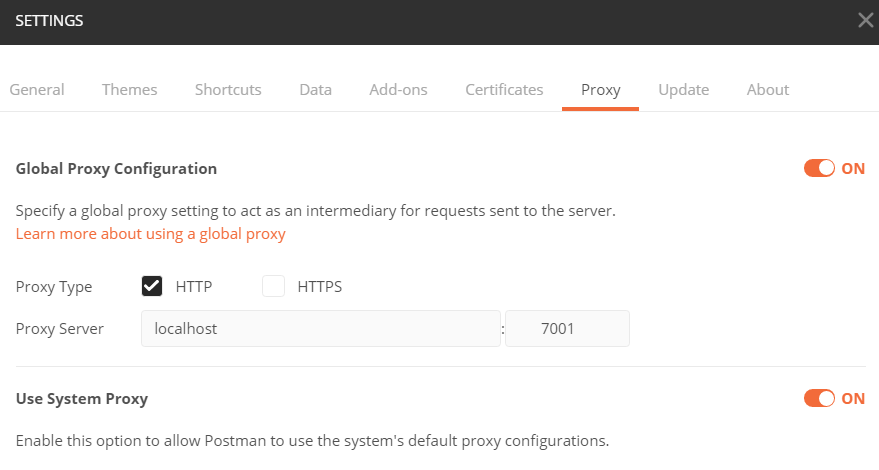 SETTINGS
General Themes Shortcuts Data Add-ons Certificates Proxy Update About
Global Proxy Configuration ON
Specify a global proxy setting to act as an intermediary for requests sent to the server.
Learn more about using a global proxy
Proxy Type HTTP HTTPS
Proxy Server localhost : 7001
Use System Proxy ON
Enable this option to allow Postman to use the system's default proxy configurations.